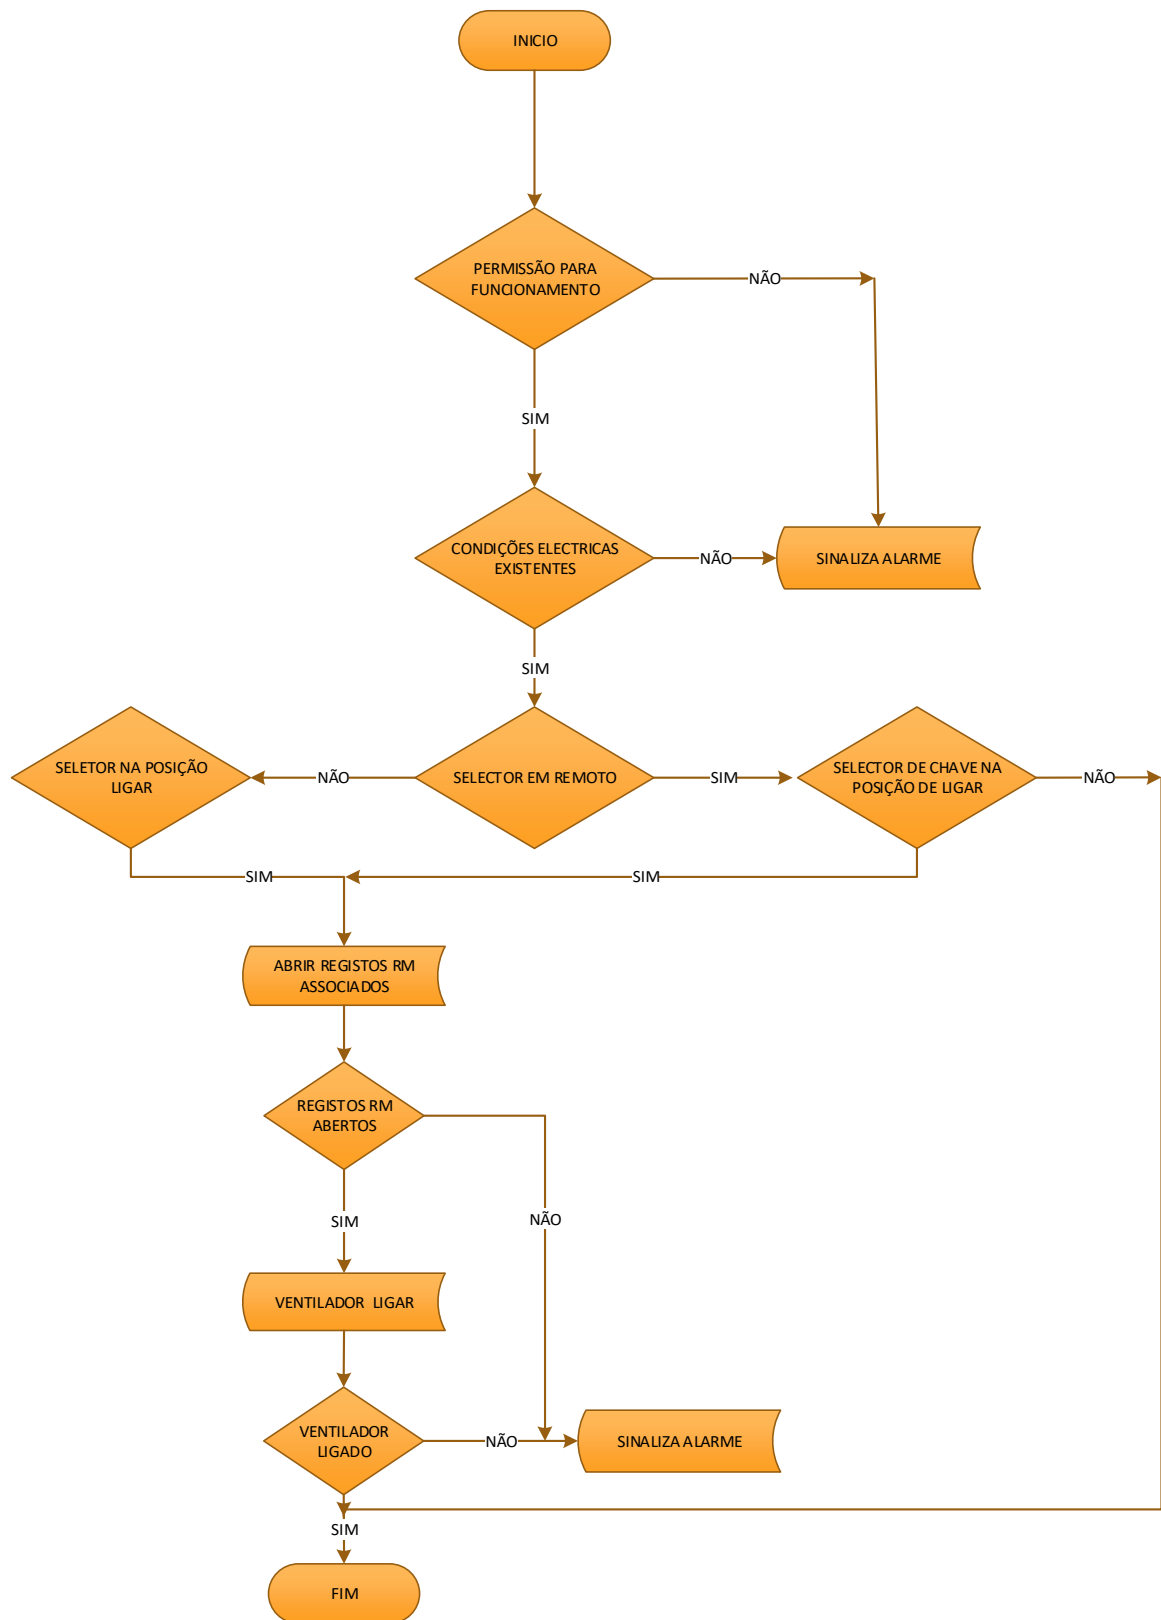 INICIO
PERMISSÃO PARA
FUNCIONAMENTO
NÃO
SIM
CONDIÇÕES ELECTRICAS
EXISTENTES
NÃO
SINALIZA ALARME
SIM
SELETOR NA POSIÇÃO
LIGAR
NÃO
SELECTOR EM REMOTO
SIM
SELECTOR DE CHAVE NA
POSIÇÃO DE LIGAR
NÃO
SIM
SIM
ABRIR REGISTOS RM
ASSOCIADOS
REGISTOS RM
ABERTOS
SIM
NÃO
VENTILADOR LIGAR
VENTILADOR
LIGADO
NÃO
SINALIZA ALARME
SIM
FIM